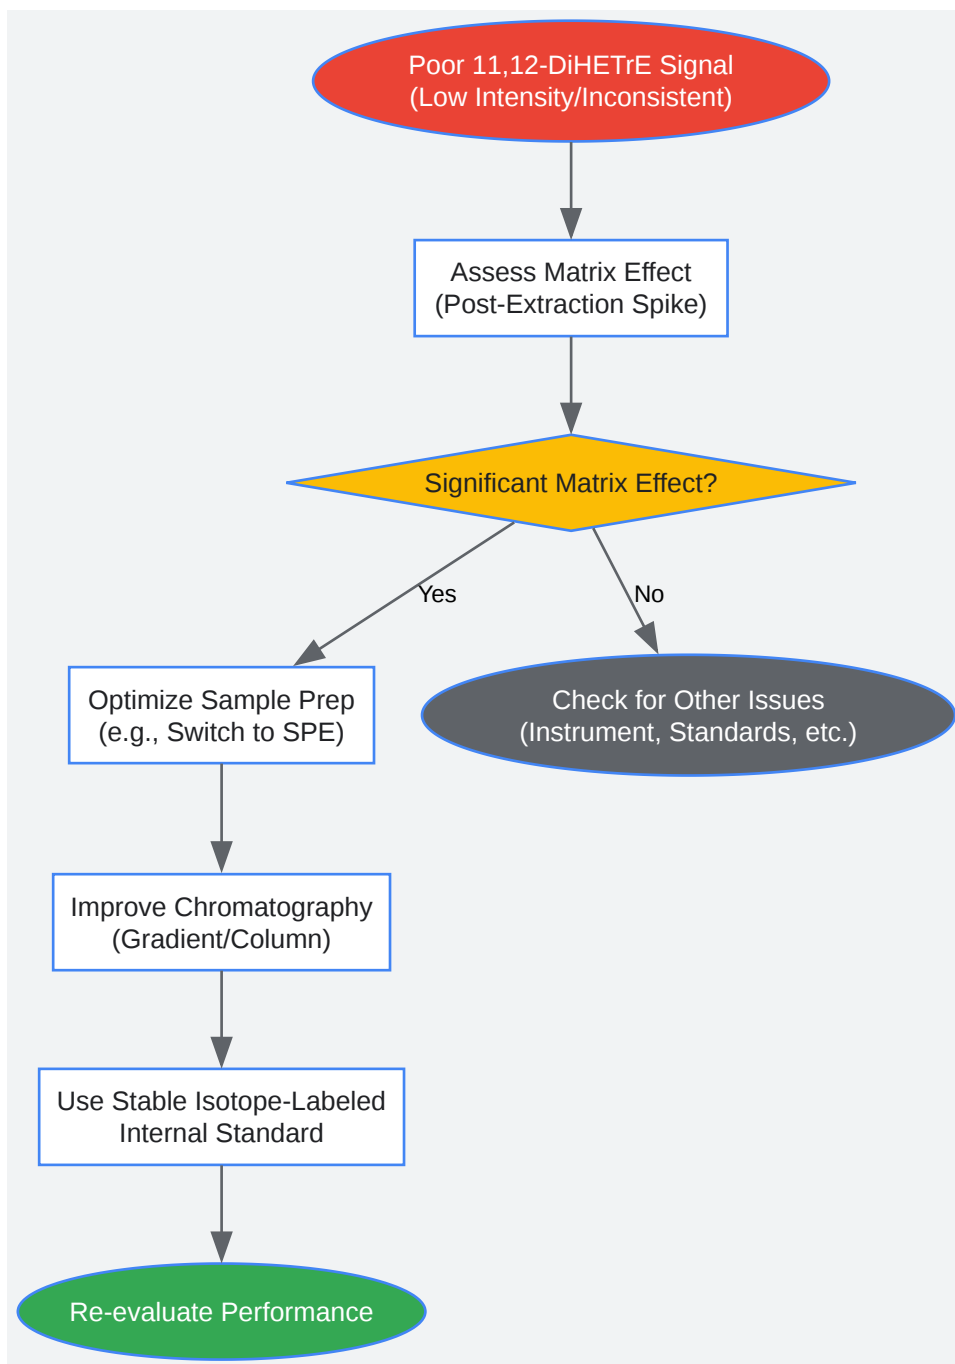 Poor 11,12-DiHETrE Signal
(Low Intensity/Inconsistent)
Assess Matrix Effect
(Post-Extraction Spike)
Significant Matrix Effect?
Yes
No
Optimize Sample Prep
(e.g., Switch to SPE)
Check for Other Issues
(Instrument, Standards, etc.)
Improve Chromatography
(Gradient/Column)
Use Stable Isotope-Labeled
Internal Standard
Re-evaluate Performance